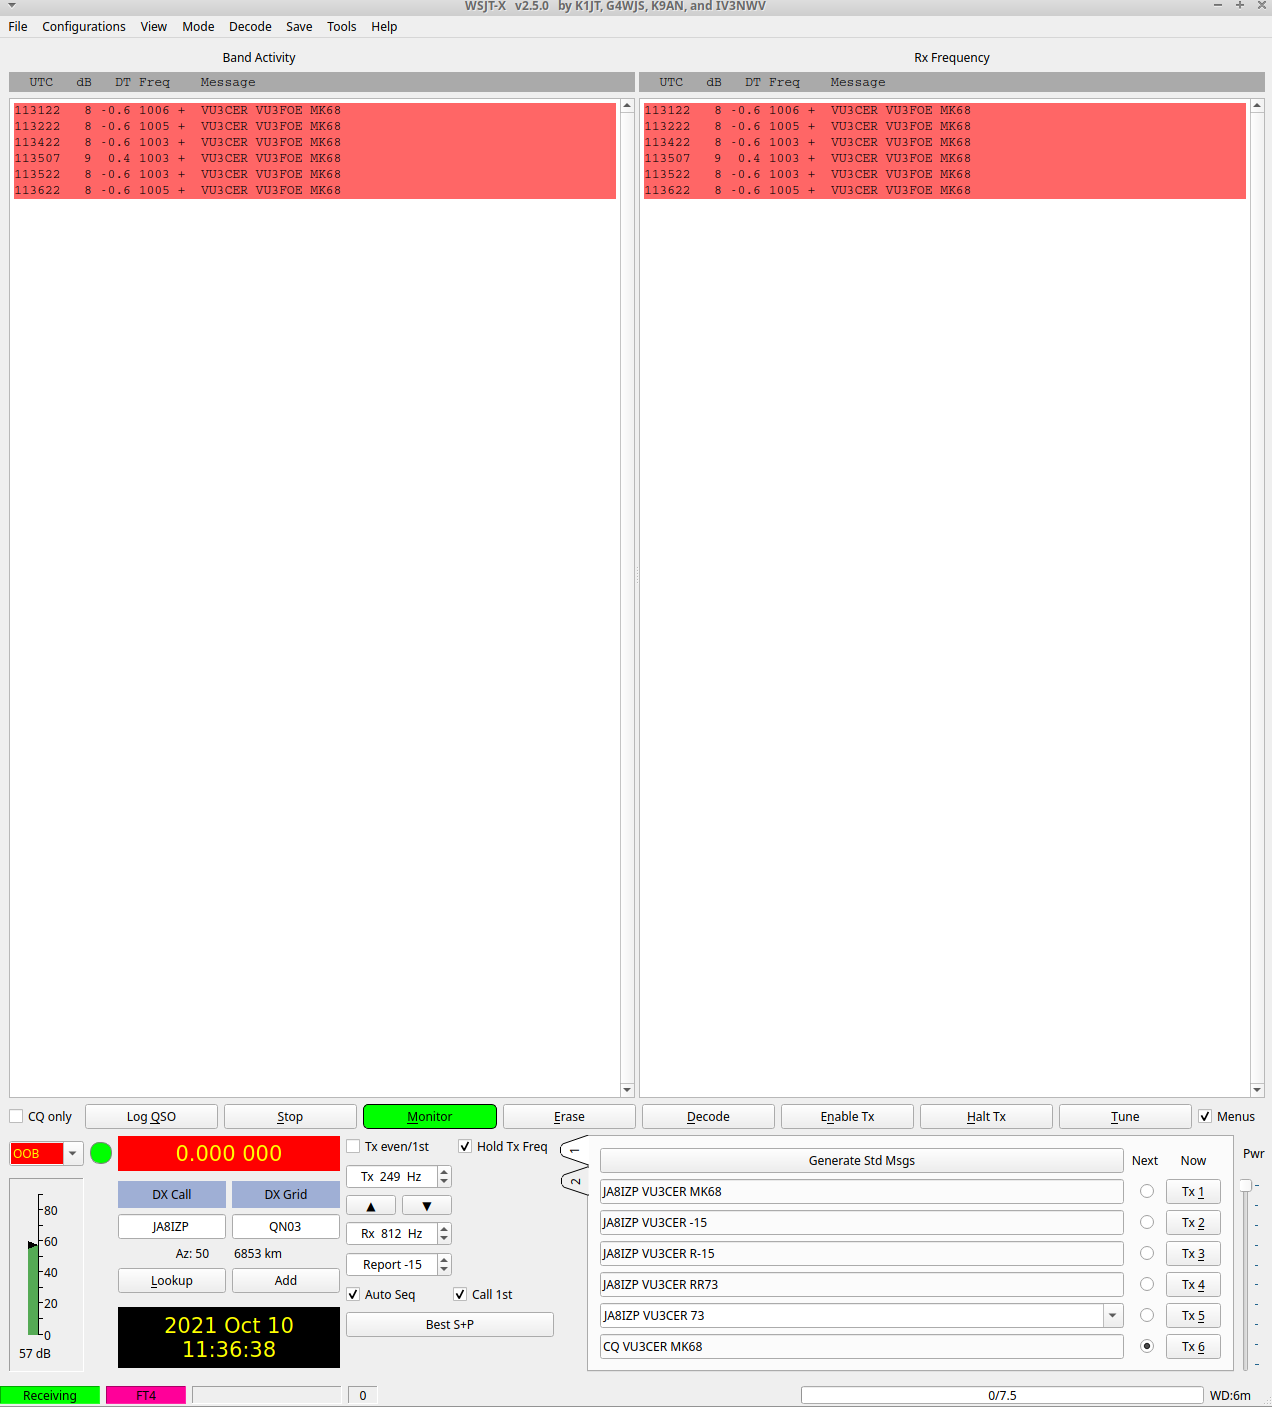 WSJT-X v2.5.0 by K1JT, G4WJS, K9AN, and IV3NWV
File Configurations View Mode Decode Save Tools Help
Band Activity
UTC dB DT Freq Message
113122 8 -0.6 1006 + VU3CER VU3FOE MK68
113222 8 -0.6 1005 + VU3CER VU3FOE MK68
113422 8 -0.6 1003 + VU3CER VU3FOE MK68
113507 9 0.4 1003 + VU3CER VU3FOE MK68
113522 8 -0.6 1003 + VU3CER VU3FOE MK68
113622 8 -0.6 1005 + VU3CER VU3FOE MK68
Rx Frequency
UTC dB DT Freq Message
113122 8 -0.6 1006 + VU3CER VU3FOE MK68
113222 8 -0.6 1005 + VU3CER VU3FOE MK68
113422 8 -0.6 1003 + VU3CER VU3FOE MK68
113507 9 0.4 1003 + VU3CER VU3FOE MK68
113522 8 -0.6 1003 + VU3CER VU3FOE MK68
113622 8 -0.6 1005 + VU3CER VU3FOE MK68
CQ only Log QSO Stop Monitor Erase Decode Enable Tx Halt Tx Tune Menus
OOB
0.000 000
80
60
40
20
0
57 dB
DX Call DX Grid
JA8IZP QN03
Az: 50 6853 km
Lookup Add
2021 Oct 10
11:36:38
Tx even/1st Hold Tx Freq
Tx 249 Hz
Rx 812 Hz
Report -15
Auto Seq Call 1st
Best S+P
1
2
Generate Std Msgs Next Now Pwr
JA8IZP VU3CER MK68 Tx 1
JA8IZP VU3CER -15 Tx 2
JA8IZP VU3CER R-15 Tx 3
JA8IZP VU3CER RR73 Tx 4
JA8IZP VU3CER 73 Tx 5
CQ VU3CER MK68 Tx 6
Receiving FT4 0 0/7.5 WD:6m